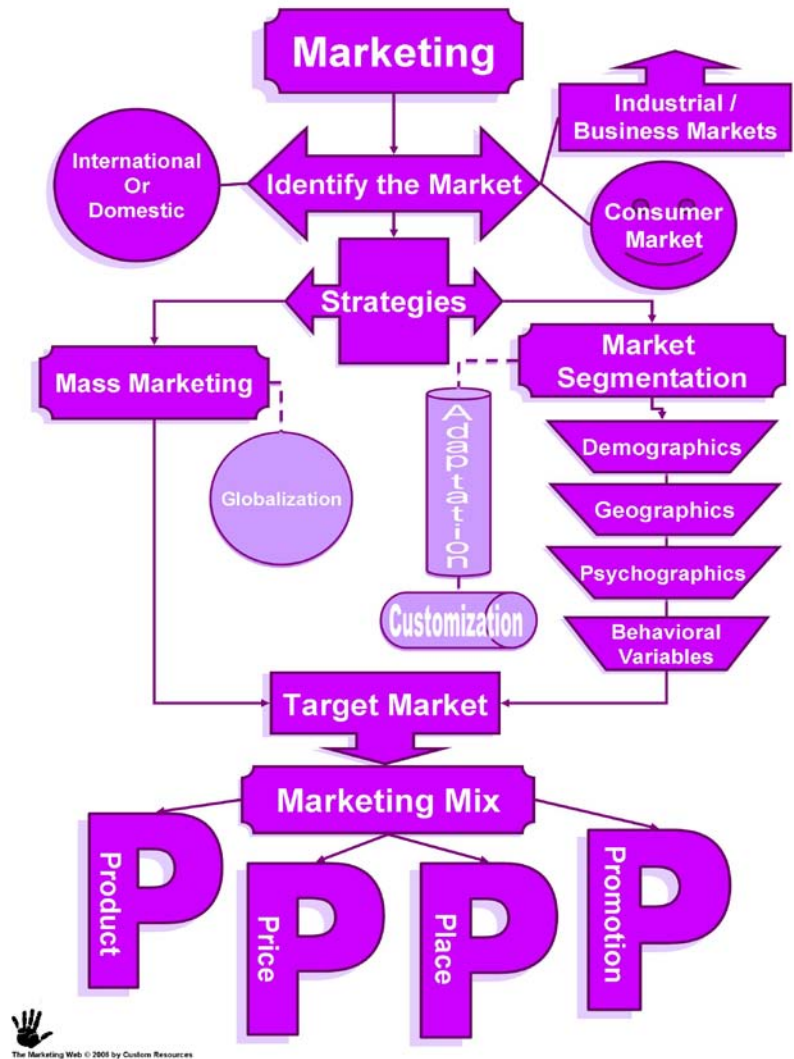 Marketing
Industrial /
Business Markets
International
Or
Domestic
Identify the Market
Consumer
Market
Strategies
Mass Marketing
Market
Segmentation
Globalization
Adaptation
Customization
Demographics
Geographics
Psychographics
Behavioral
Variables
Target Market
Marketing Mix
Product
Price
Place
Promotion
The Marketing Web © 2006 by Custom Resources